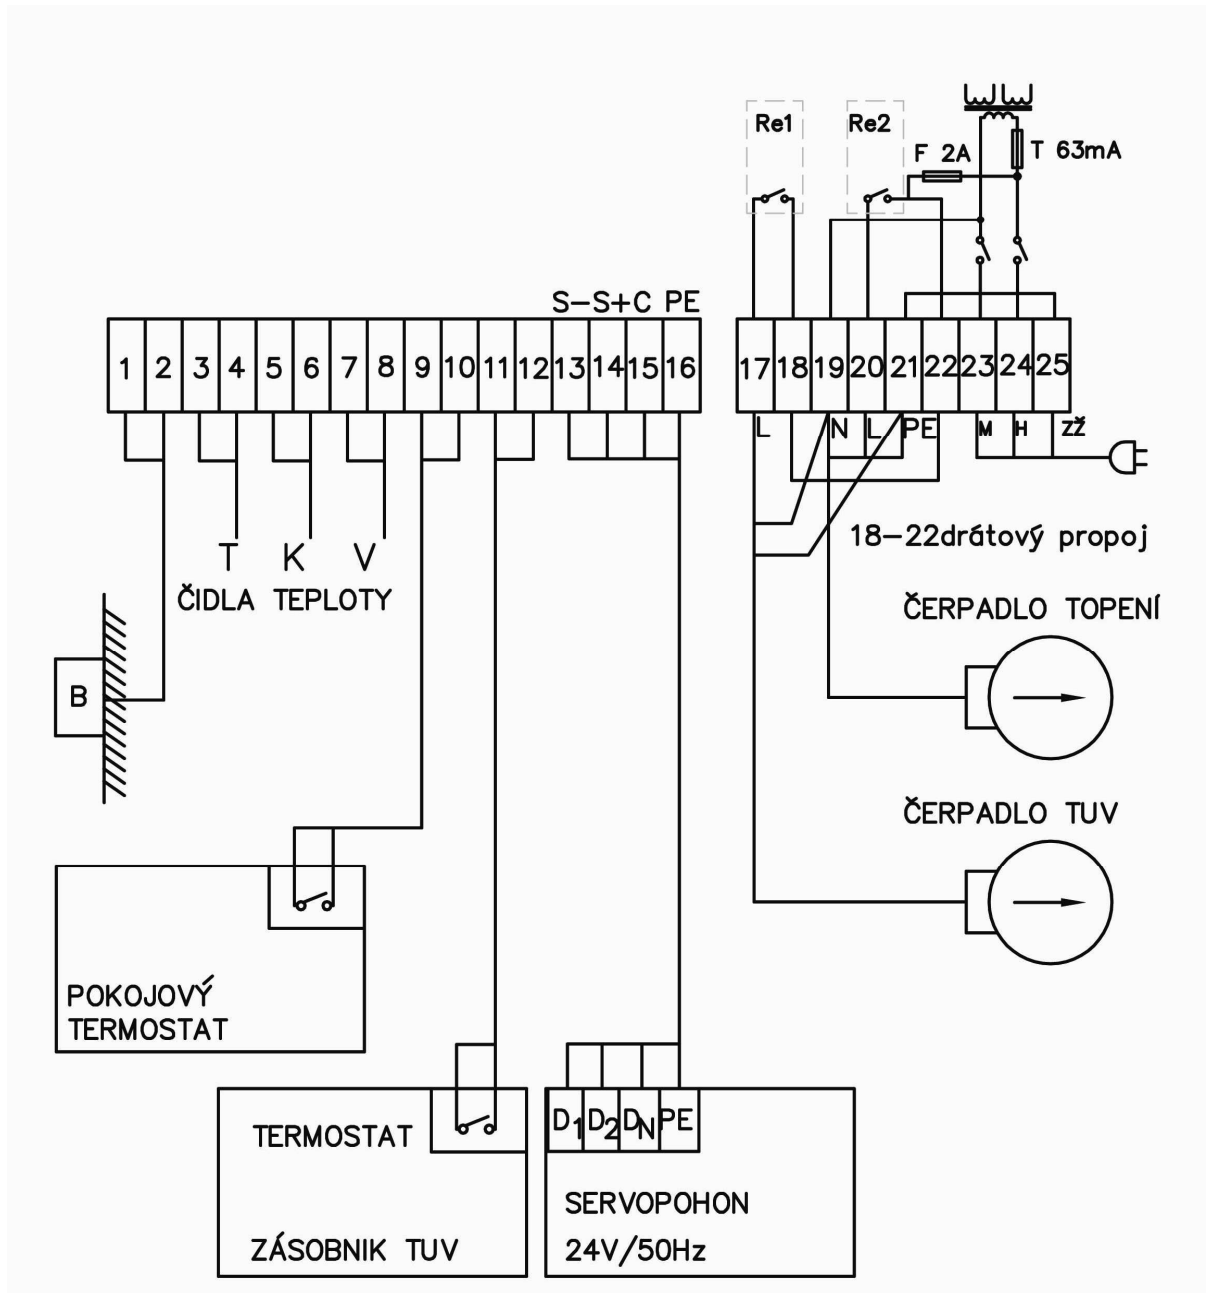 Re1
Re2
F 2A
T 63mA
S-S+C PE
1 2 3 4 5 6 7 8 9 10 11 12 13 14 15 16
17 18 19 20 21 22 23 24 25
L N L PE M H ZŽ
18-22drátový propoj
T K V
ČIDLA TEPLOTY
ČERPADLO TOPENÍ
B
ČERPADLO TUV
POKOJOVÝ
TERMOSTAT
TERMOSTAT
ZÁSOBNIK TUV
D1 D2 DN PE
SERVOPOHON
24V/50Hz